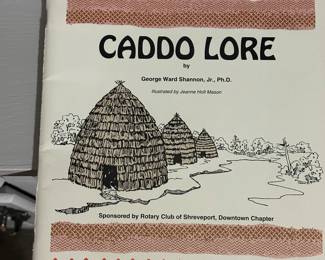 CADDO LORE
by
George Ward Shannon, Jr., Ph.D.
Illustrated by Jeanne Holt Mason
Sponsored by Rotary Club of Shreveport, Downtown Chapter